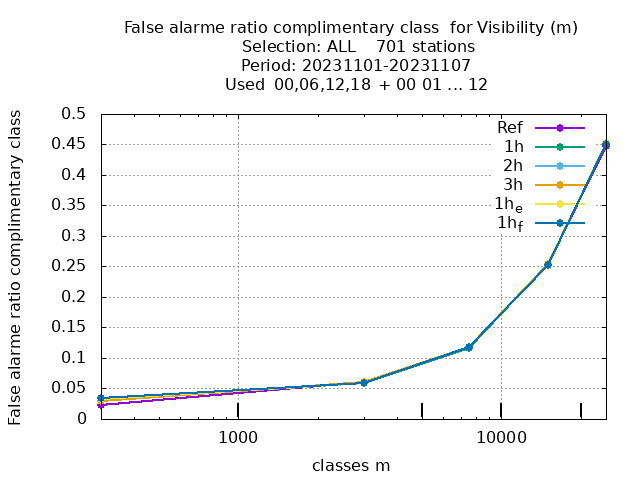 False alarme ratio complimentary class  for Visibility (m)
Selection: ALL    701 stations
Period: 20231101-20231107
Used  00,06,12,18  + 00 01 ... 12
False alarme ratio complimentary class
0.5
0.45
0.4
0.35
0.3
0.25
0.2
0.15
0.1
0.05
0
Ref
1h
2h
3h
1h_e
1h_f
1000
10000
classes m